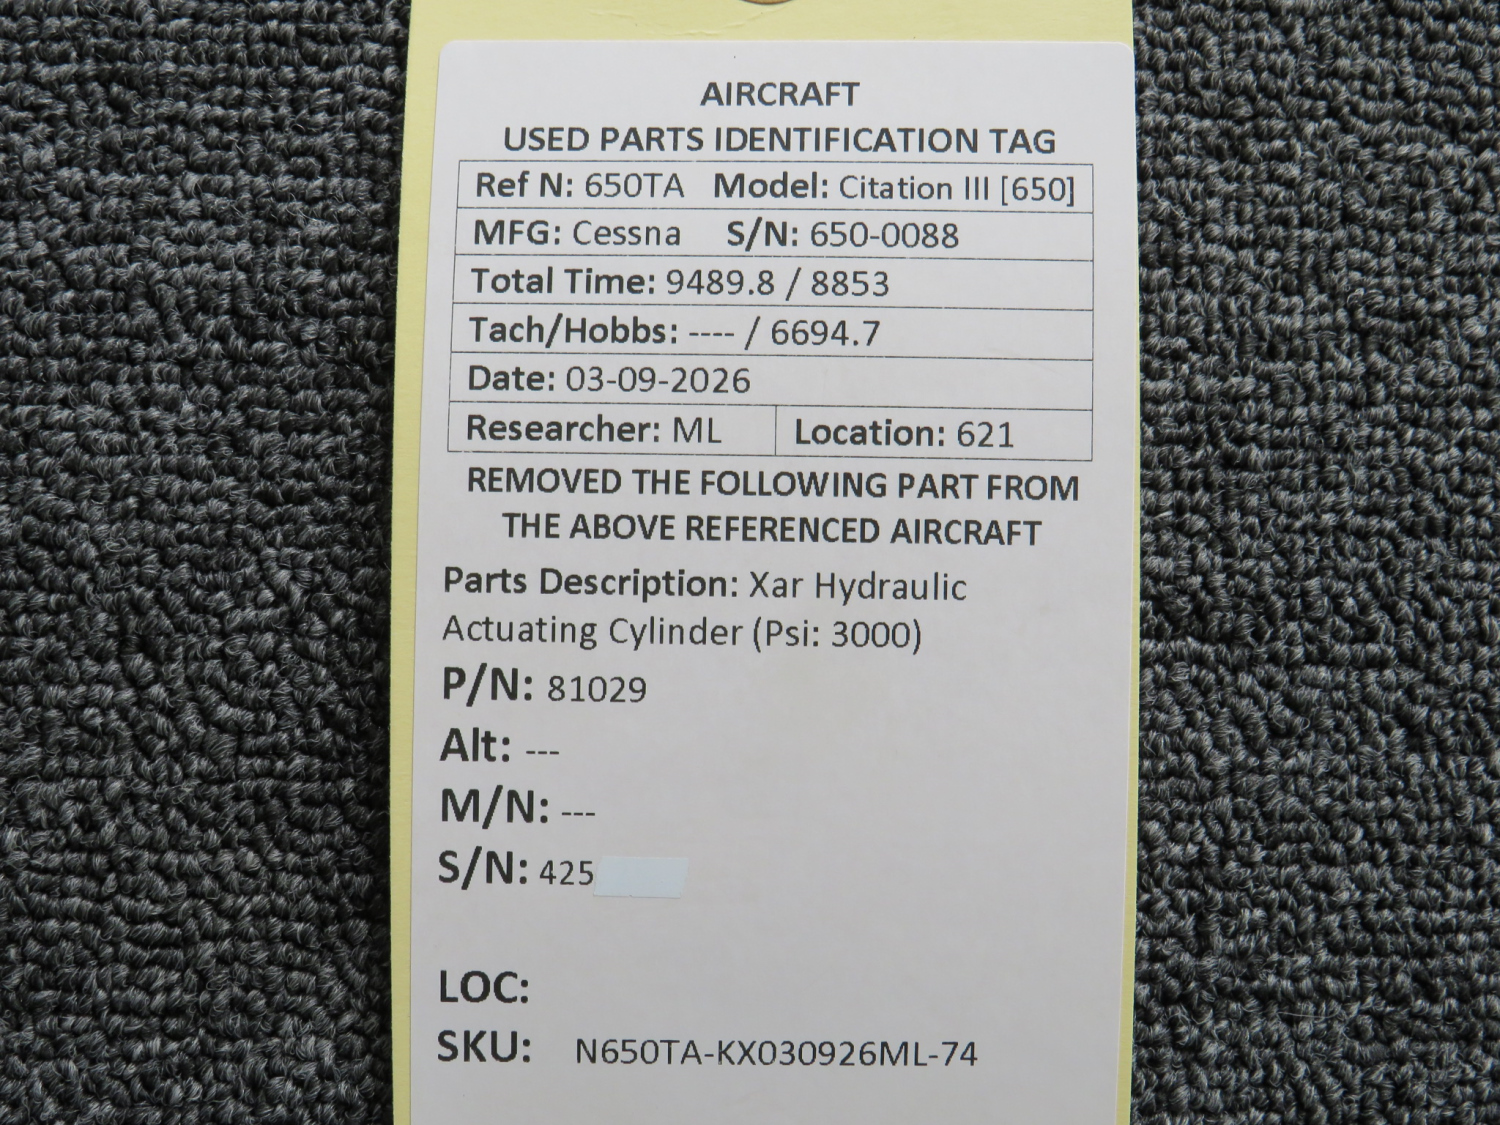 AIRCRAFT
USED PARTS IDENTIFICATION TAG
Ref N: 650TA Model: Citation III [650]
MFG: Cessna S/N: 650-0088
Total Time: 9489.8 / 8853
Tach/Hobbs: ---- / 6694.7
Date: 03-09-2026
Researcher: ML Location: 621
REMOVED THE FOLLOWING PART FROM
THE ABOVE REFERENCED AIRCRAFT
Parts Description: Xar Hydraulic
Actuating Cylinder (Psi: 3000)
P/N: 81029
Alt: ---
M/N: ---
S/N: 425
LOC:
SKU: N650TA-KX030926ML-74